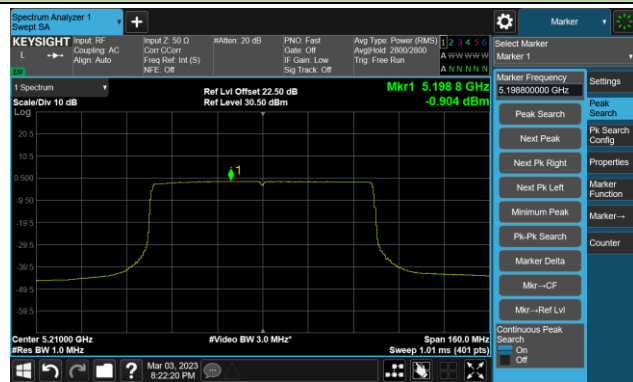 Spectrum Analyzer 1
Swept SA
Marker
KEYSIGHT
L
LXI
Input: RF
Coupling: AC
Align: Auto
Input Z: 50 Ω
Corr CCorr
Freq Ref: Int (S)
NFE: Off
#Atten: 20 dB
PNO: Fast
Gate: Off
IF Gain: Low
Sig Track: Off
Avg Type: Power (RMS)
Avg|Hold: 2800/2800
Trig: Free Run
1 2 3 4 5 6
A W W W W W
A N N N N N
Select Marker
Marker 1
1 Spectrum
Scale/Div 10 dB
Log
Ref Lvl Offset 22.50 dB
Ref Level 30.50 dBm
Mkr1 5.198 8 GHz
-0.904 dBm
20.5
10.5
0.500
-9.50
-19.5
-29.5
-39.5
-49.5
-59.5
1
Center 5.21000 GHz
#Res BW 1.0 MHz
#Video BW 3.0 MHz*
Span 160.0 MHz
Sweep 1.01 ms (401 pts)
Marker Frequency
5.198800000 GHz
Peak Search
Next Peak
Next Pk Right
Next Pk Left
Minimum Peak
Pk-Pk Search
Marker Delta
Mkr→CF
Mkr→Ref Lvl
Continuous Peak
Search
On
Off
Settings
Peak
Search
Pk Search
Config
Properties
Marker
Function
Marker→
Counter
?
Mar 03, 2023
8:22:20 PM